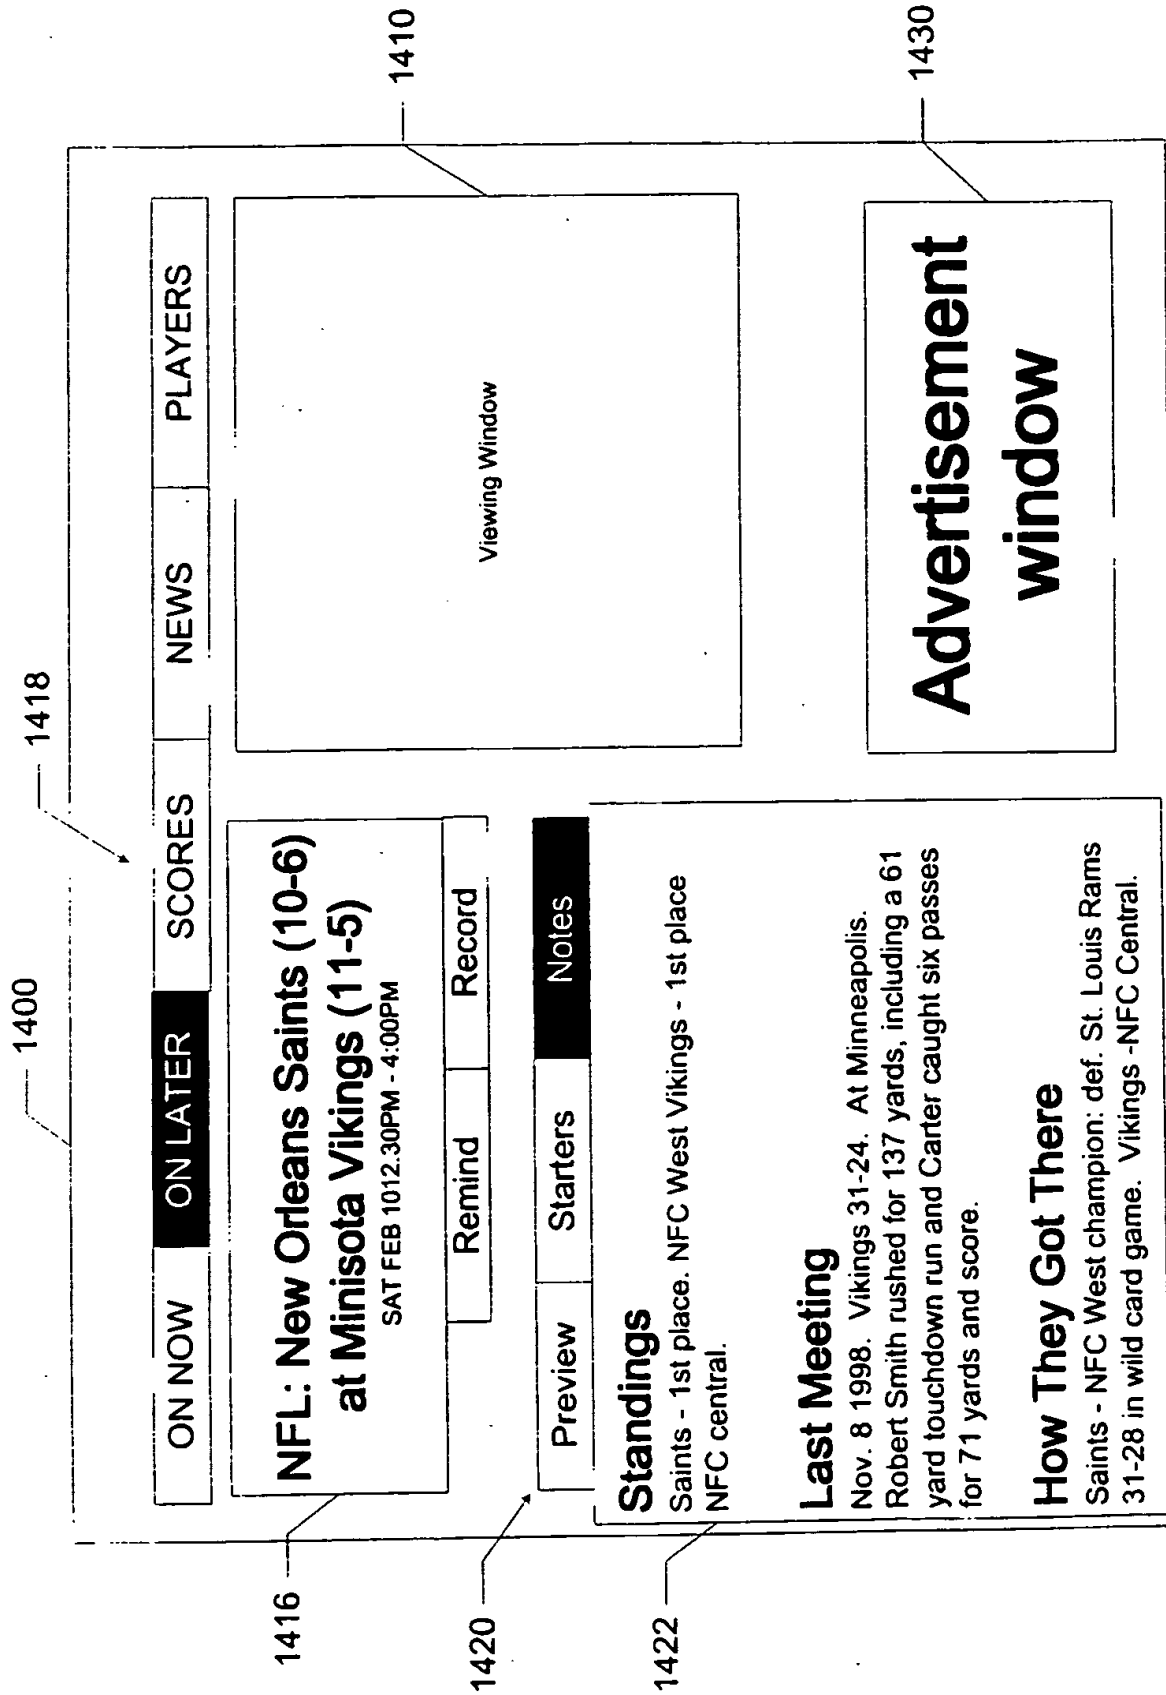 1400
1418
ON NOW
ON LATER
SCORES
NEWS
PLAYERS
1410
1416
NFL: New Orleans Saints (10-6)
at Minisota Vikings (11-5)
SAT FEB 1012.30PM - 4:00PM
Remind
Record
Viewing Window
1420
Preview
Starters
Notes
1422
Standings
Saints - 1st place. NFC West Vikings - 1st place
NFC central.
Last Meeting
Nov. 8 1998. Vikings 31-24. At Minneapolis.
Robert Smith rushed for 137 yards, including a 61
yard touchdown run and Carter caught six passes
for 71 yards and score.
How They Got There
Saints - NFC West champion: def. St. Louis Rams
31-28 in wild card game. Vikings -NFC Central.
1430
Advertisement
window